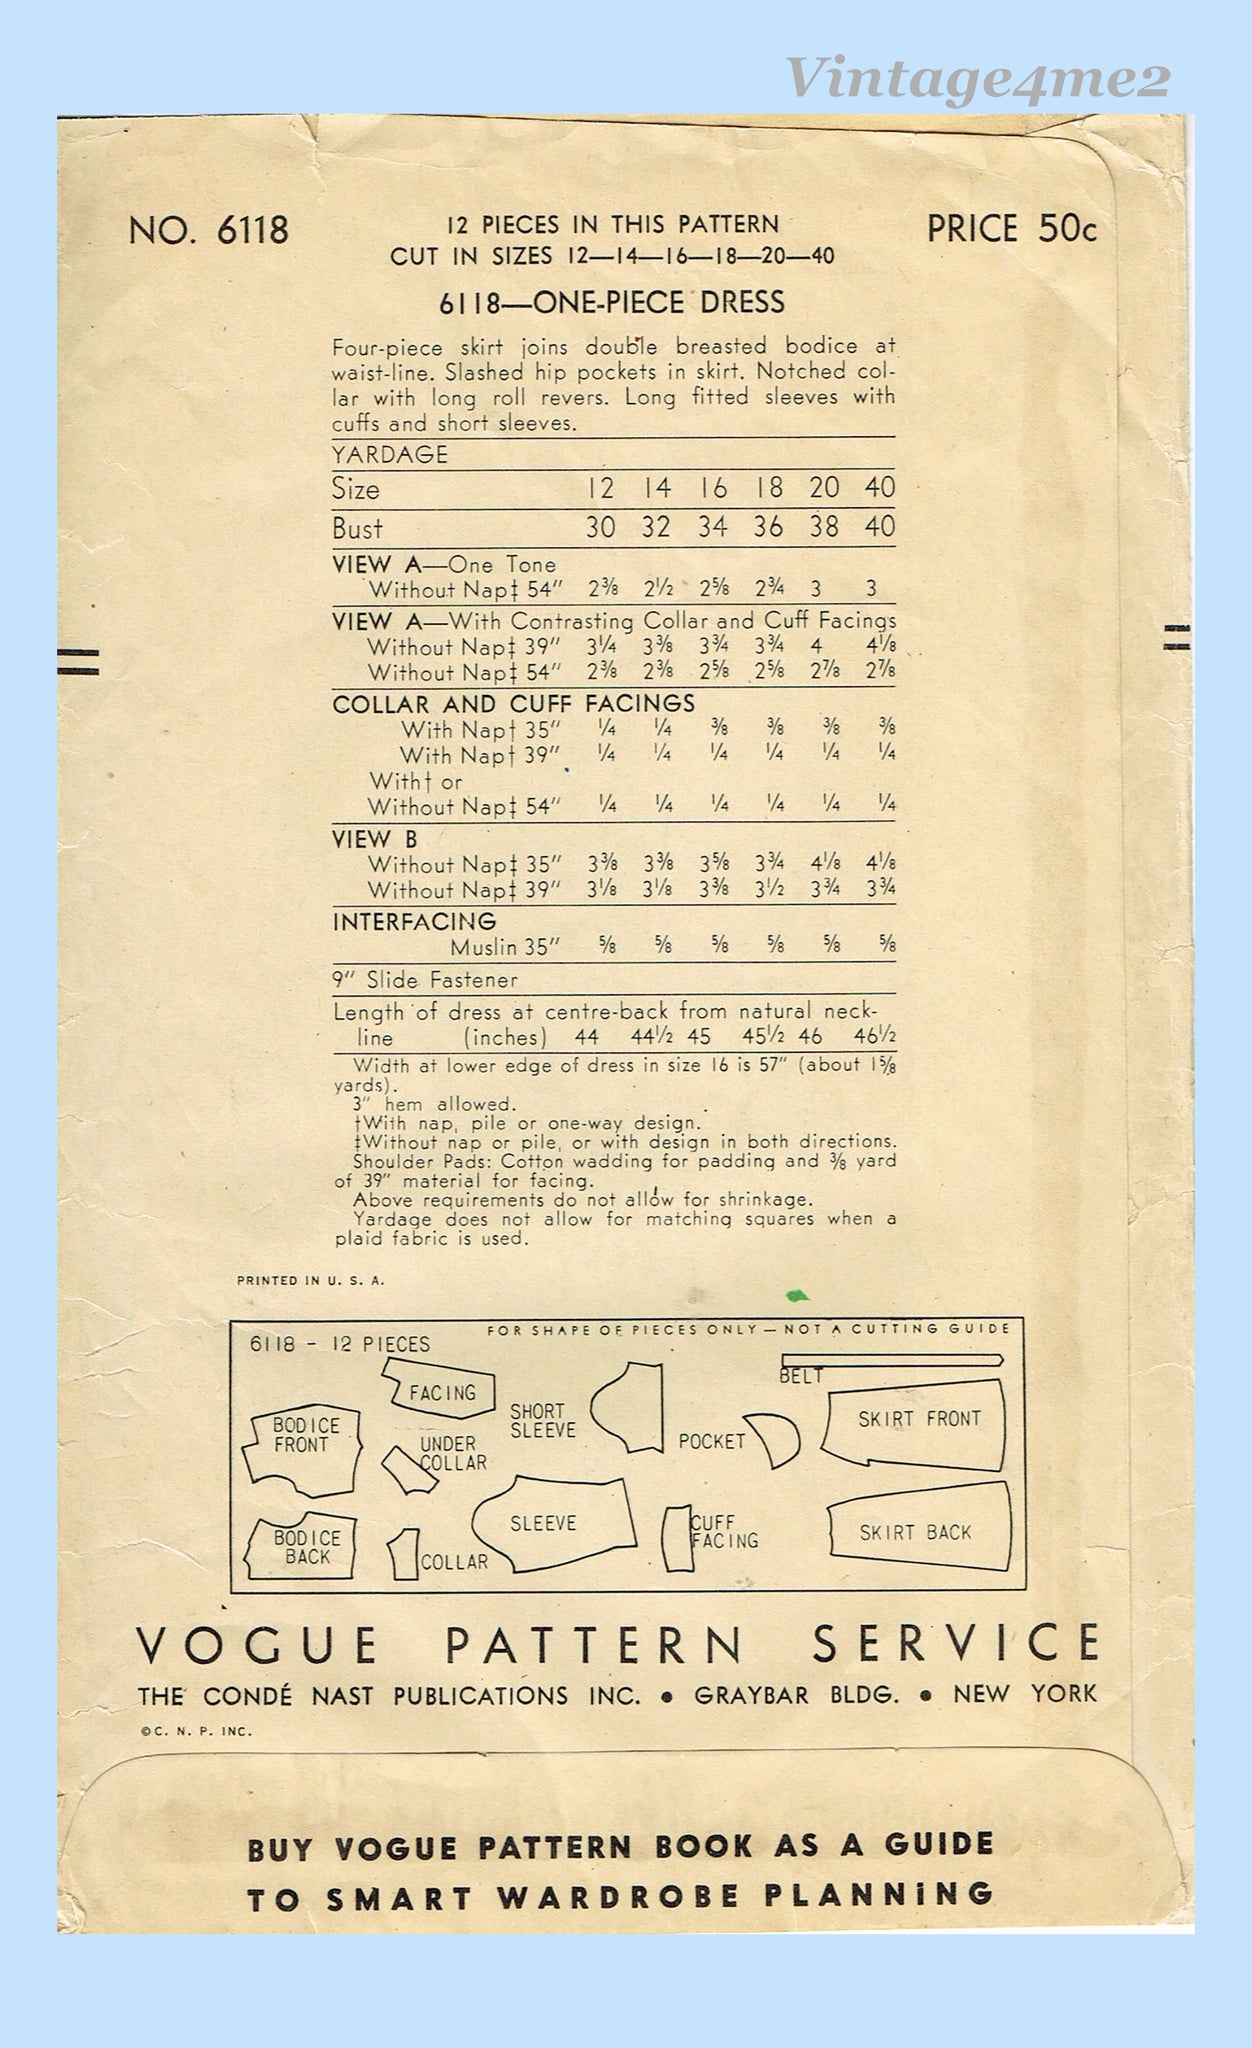 Vintage4me2
NO. 6118
12 PIECES IN THIS PATTERN
PRICE 50c
CUT IN SIZES 12—14—16—18—20—40
6118—ONE-PIECE DRESS
Four-piece skirt joins double breasted bodice at
waist-line. Slashed hip pockets in skirt. Notched col-
lar with long roll revers. Long fitted sleeves with
cuffs and short sleeves.
YARDAGE
Size 12 14 16 18 20 40
Bust 30 32 34 36 38 40
VIEW A—One Tone
Without Nap‡ 54" 2⅜ 2½ 2⅝ 2¾ 3 3
VIEW A—With Contrasting Collar and Cuff Facings
Without Nap‡ 39" 3¼ 3⅜ 3¾ 3¾ 4 4⅛
Without Nap‡ 54" 2⅜ 2⅜ 2⅝ 2⅝ 2⅞ 2⅞
COLLAR AND CUFF FACINGS
With Nap† 35" ¼ ¼ ⅜ ⅜ ⅜ ⅜
With Nap† 39" ¼ ¼ ¼ ¼ ¼ ¼
With† or
Without Nap‡ 54" ¼ ¼ ¼ ¼ ¼ ¼
VIEW B
Without Nap‡ 35" 3⅜ 3⅜ 3⅝ 3¾ 4⅛ 4⅛
Without Nap‡ 39" 3⅛ 3⅛ 3⅜ 3½ 3¾ 3¾
INTERFACING
Muslin 35" ⅝ ⅝ ⅝ ⅝ ⅝ ⅝
9" Slide Fastener
Length of dress at centre-back from natural neck-
line (inches) 44 44½ 45 45½ 46 46½
Width at lower edge of dress in size 16 is 57" (about 1⅝
yards).
3" hem allowed.
†With nap, pile or one-way design.
‡Without nap or pile, or with design in both directions.
Shoulder Pads: Cotton wadding for padding and ⅜ yard
of 39" material for facing.
Above requirements do not allow for shrinkage.
Yardage does not allow for matching squares when a
plaid fabric is used.
PRINTED IN U. S. A.
FOR SHAPE OF PIECES ONLY — NOT A CUTTING GUIDE
6118 - 12 PIECES
BELT
FACING
SHORT
SLEEVE
BODICE
FRONT
UNDER
COLLAR
POCKET
SKIRT FRONT
BODICE
BACK
COLLAR
SLEEVE
CUFF
FACING
SKIRT BACK
VOGUE PATTERN SERVICE
THE CONDÉ NAST PUBLICATIONS INC. • GRAYBAR BLDG. • NEW YORK
©C. N. P. INC.
BUY VOGUE PATTERN BOOK AS A GUIDE
TO SMART WARDROBE PLANNING